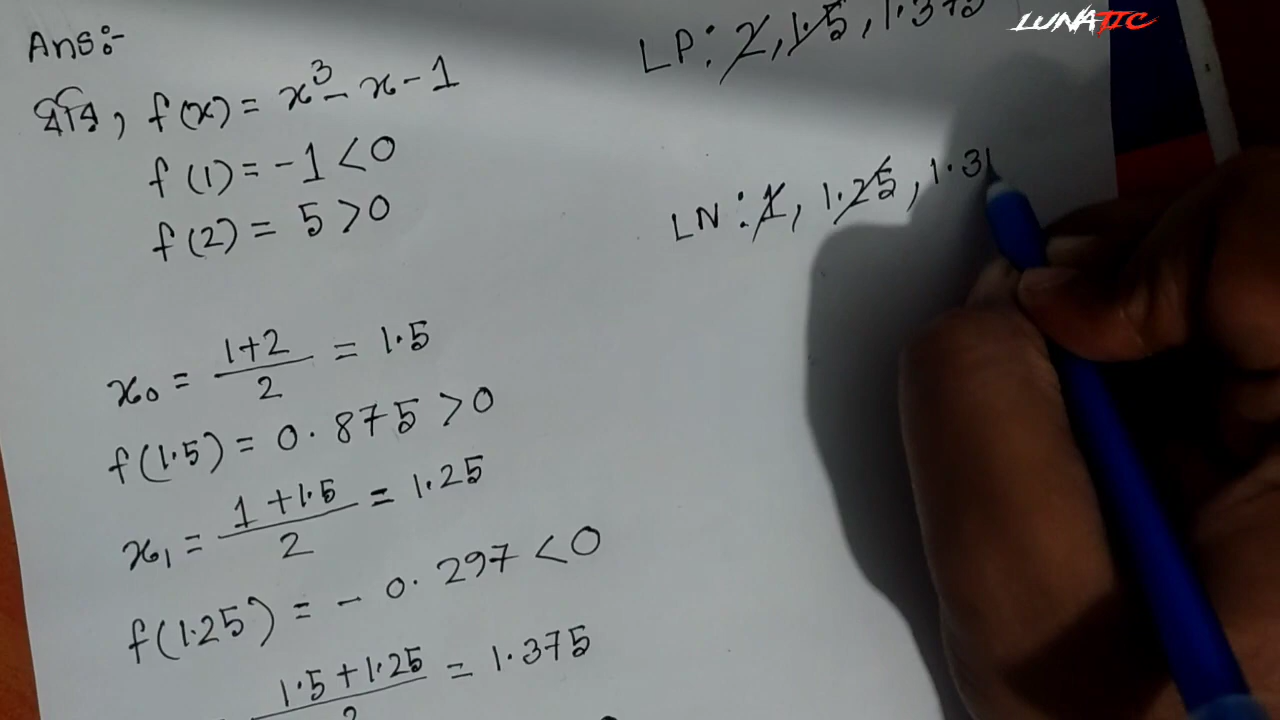 Ans:-
ধরি, f(x) = x³ - x - 1
f(1) = -1 < 0
f(2) = 5 > 0
x₀ = 1+2 / 2 = 1.5
f(1.5) = 0.875 > 0
x₁ = 1+1.5 / 2 = 1.25
f(1.25) = - 0.297 < 0
1.5+1.25 / 2 = 1.375
LP: 2, 1.5, 1.375
LN: 1, 1.25, 1.3
LUNATIC